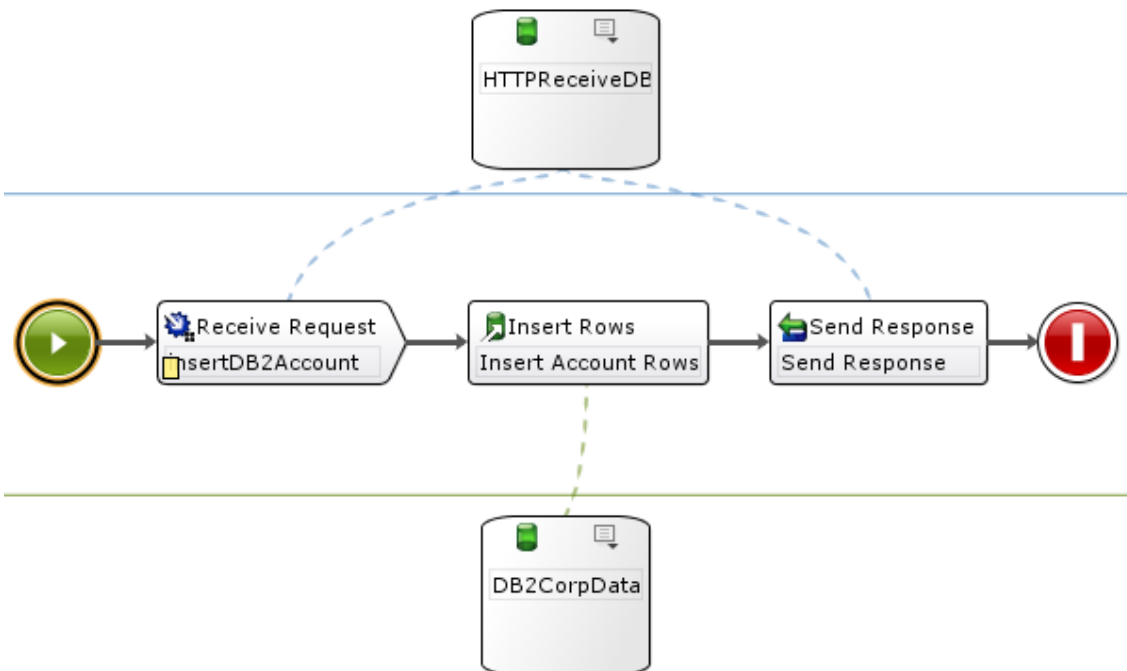 HTTPReceiveDB
Receive Request
insertDB2Account
Insert Rows
Insert Account Rows
Send Response
Send Response
DB2CorpData